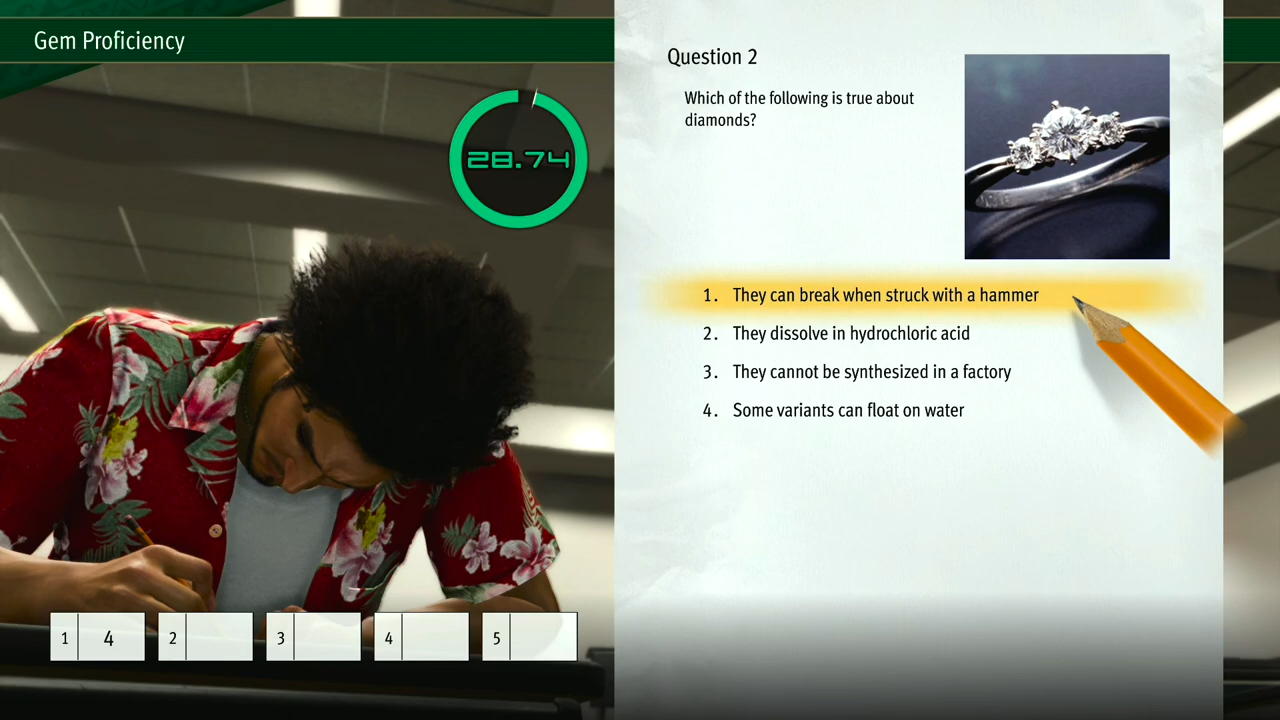 Gem Proficiency
28.74
Question 2
Which of the following is true about
diamonds?
1. They can break when struck with a hammer
2. They dissolve in hydrochloric acid
3. They cannot be synthesized in a factory
4. Some variants can float on water
1 4 2 3 4 5